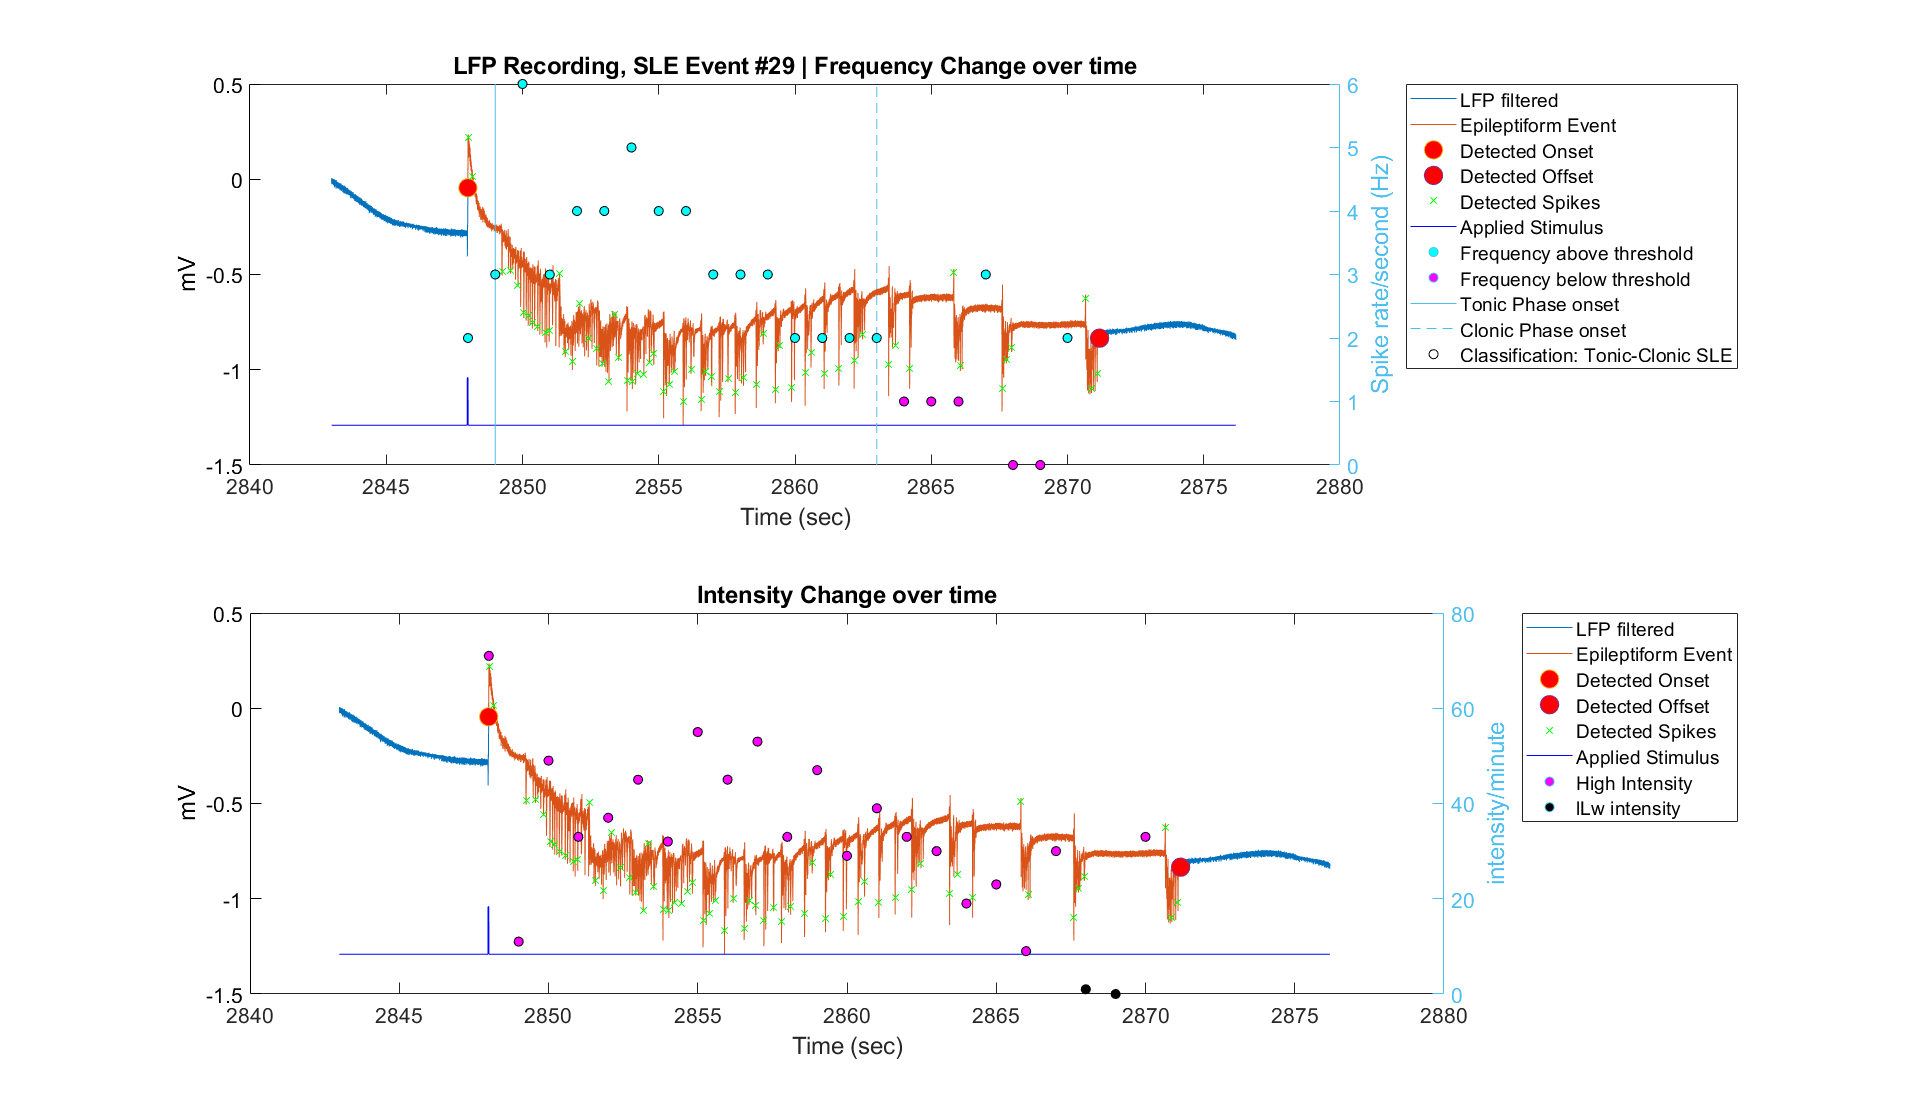 LFP Recording, SLE Event #29 | Frequency Change over time
0.5
0
-0.5
-1
-1.5
mV
2840 2845 2850 2855 2860 2865 2870 2875 2880
Time (sec)
6
5
4
3
2
1
0
Spike rate/second (Hz)
LFP filtered
Epileptiform Event
Detected Onset
Detected Offset
Detected Spikes
Applied Stimulus
Frequency above threshold
Frequency below threshold
Tonic Phase onset
Clonic Phase onset
Classification: Tonic-Clonic SLE
Intensity Change over time
0.5
0
-0.5
-1
-1.5
mV
2840 2845 2850 2855 2860 2865 2870 2875 2880
Time (sec)
80
60
40
20
0
intensity/minute
LFP filtered
Epileptiform Event
Detected Onset
Detected Offset
Detected Spikes
Applied Stimulus
High Intensity
lLw intensity